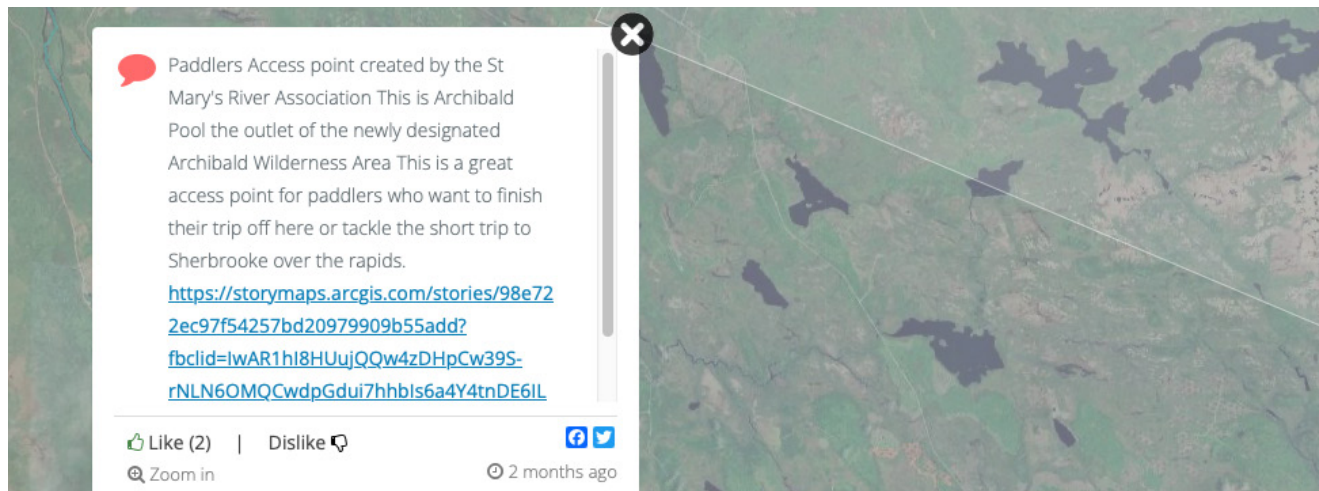 Paddlers Access point created by the St
Mary's River Association This is Archibald
Pool the outlet of the newly designated
Archibald Wilderness Area This is a great
access point for paddlers who want to finish
their trip off here or tackle the short trip to
Sherbrooke over the rapids.
https://storymaps.arcgis.com/stories/98e72
2ec97f54257bd20979909b55add?
fbclid=IwAR1hI8HUujQQw4zDHpCw39S-
rNLN6OMQCwdpGdui7hhbIs6a4Y4tnDE6IL
Like (2) | Dislike
Zoom in 2 months ago